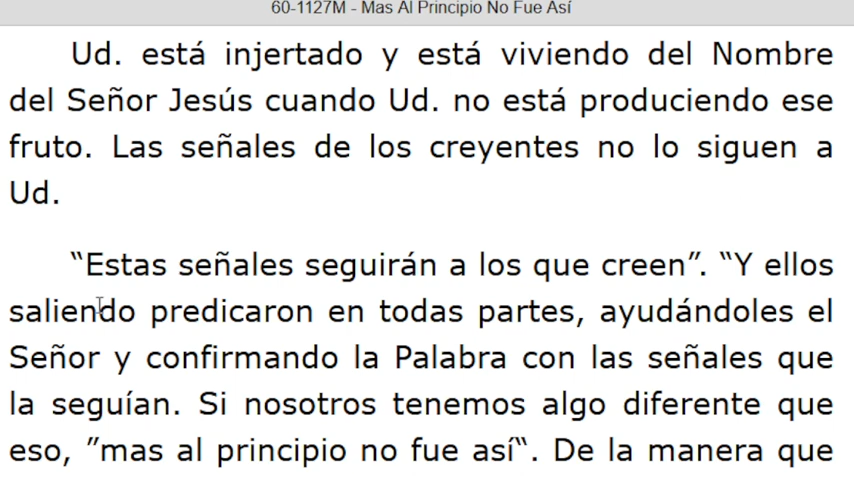 60-1127M - Mas Al Principio No Fue Así
Ud. está injertado y está viviendo del Nombre
del Señor Jesús cuando Ud. no está produciendo ese
fruto. Las señales de los creyentes no lo siguen a
Ud.
“Estas señales seguirán a los que creen”. “Y ellos
saliendo predicaron en todas partes, ayudándoles el
Señor y confirmando la Palabra con las señales que
la seguían. Si nosotros tenemos algo diferente que
eso, ”mas al principio no fue así“. De la manera que